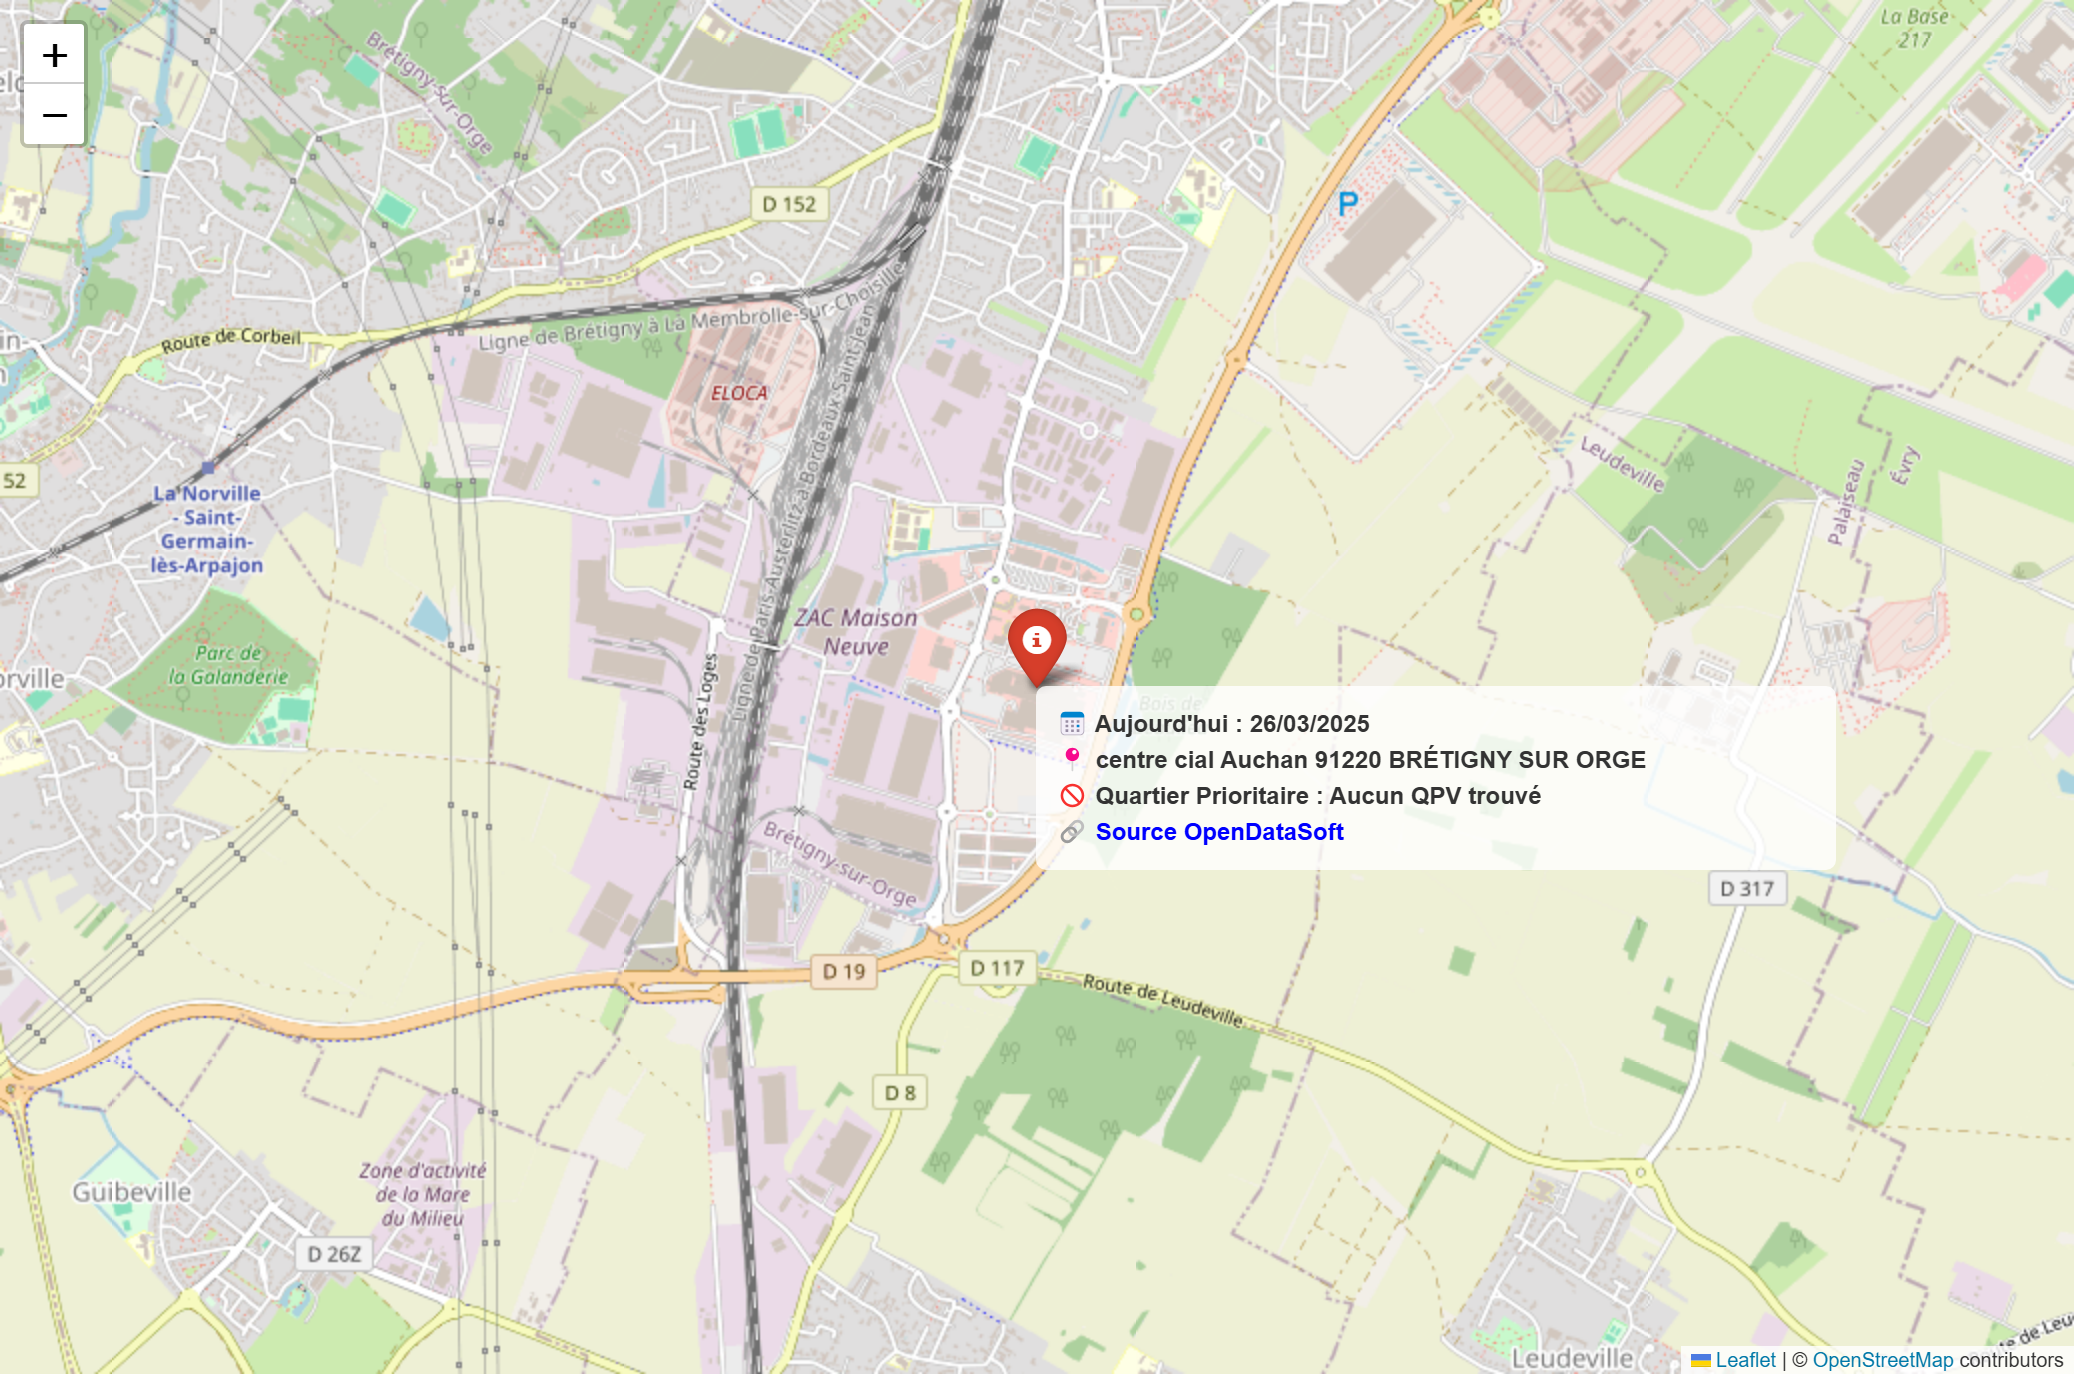 +
−
Brétigny-sur-Orge
La Base
217
D 152
P
Route de Corbeil
Ligne de Brétigny à La Membrolle-sur-Choisille
ELOCA
Ligne de Paris-Austerlitz à Bordeaux-Saint-Jean
52
La Norville
- Saint-
Germain-
lès-Arpajon
Leudeville
Palaiseau
Évry
ZAC Maison
Neuve
Parc de
la Galanderie
orville
Route des Loges
Bois de
Aujourd'hui : 26/03/2025
centre cial Auchan 91220 BRÉTIGNY SUR ORGE
Quartier Prioritaire : Aucun QPV trouvé
Source OpenDataSoft
Brétigny-sur-Orge
D 317
D 19
D 117
Route de Leudeville
D 8
Zone d'activité
de la Mare
du Milieu
Guibeville
D 26Z
Leudeville
te de Leu
Leaflet | © OpenStreetMap contributors